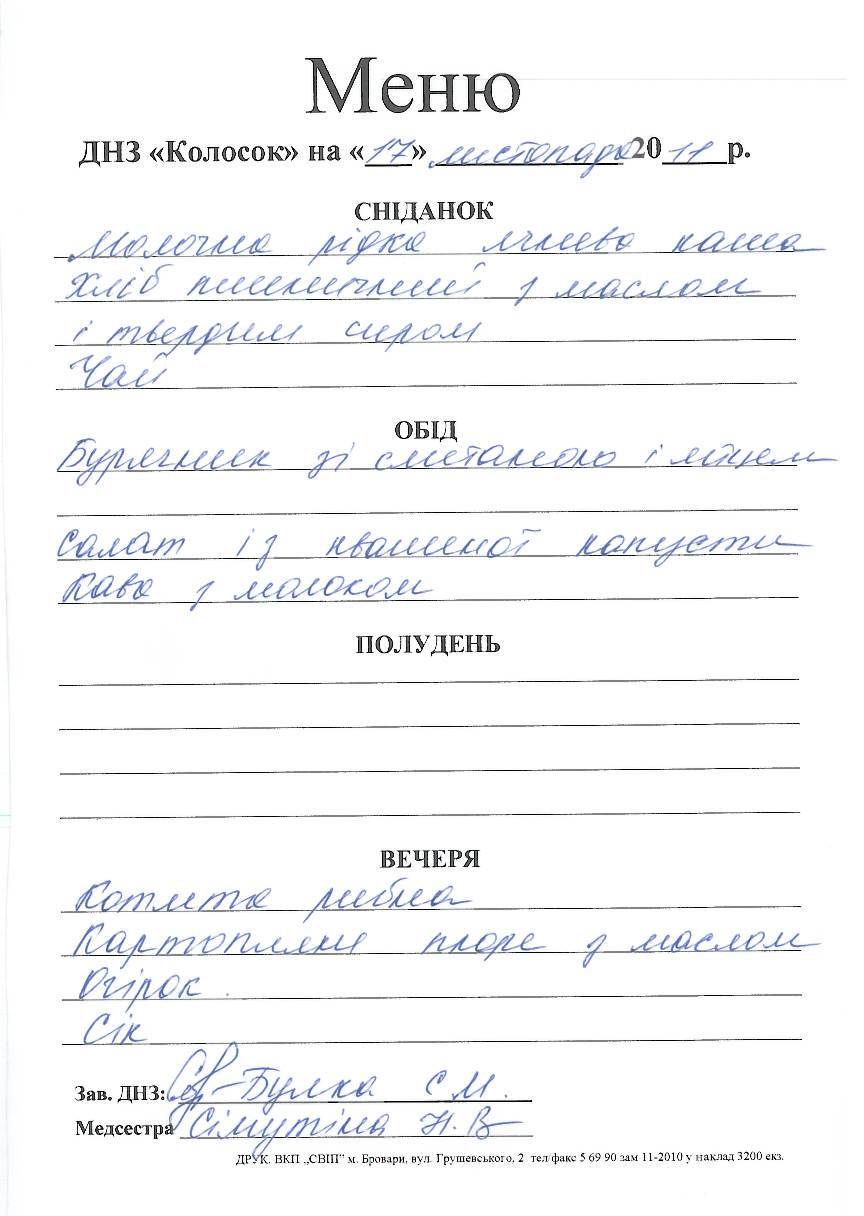 Меню
ДНЗ «Колосок» на «17» листопада 2011 р.
СНІДАНОК
Молочна рідка ячнева каша
Хліб пшеничний з маслом
і твердим сиром
Чай
ОБІД
Бурячник зі сметаною і яйцем
Салат із квашеної капусти
Кава з молоком
ПОЛУДЕНЬ
ВЕЧЕРЯ
Котлета рибна
Картопляне пюре з маслом
Огірок
Сік
Зав. ДНЗ: Булка С М.
Медсестра Сімутіна Н. В
ДРУК. ВКП „СВІП" м. Бровари, вул. Грушевського, 2 тел/факс 5 69 90 зам 11-2010 у наклад 3200 екз.